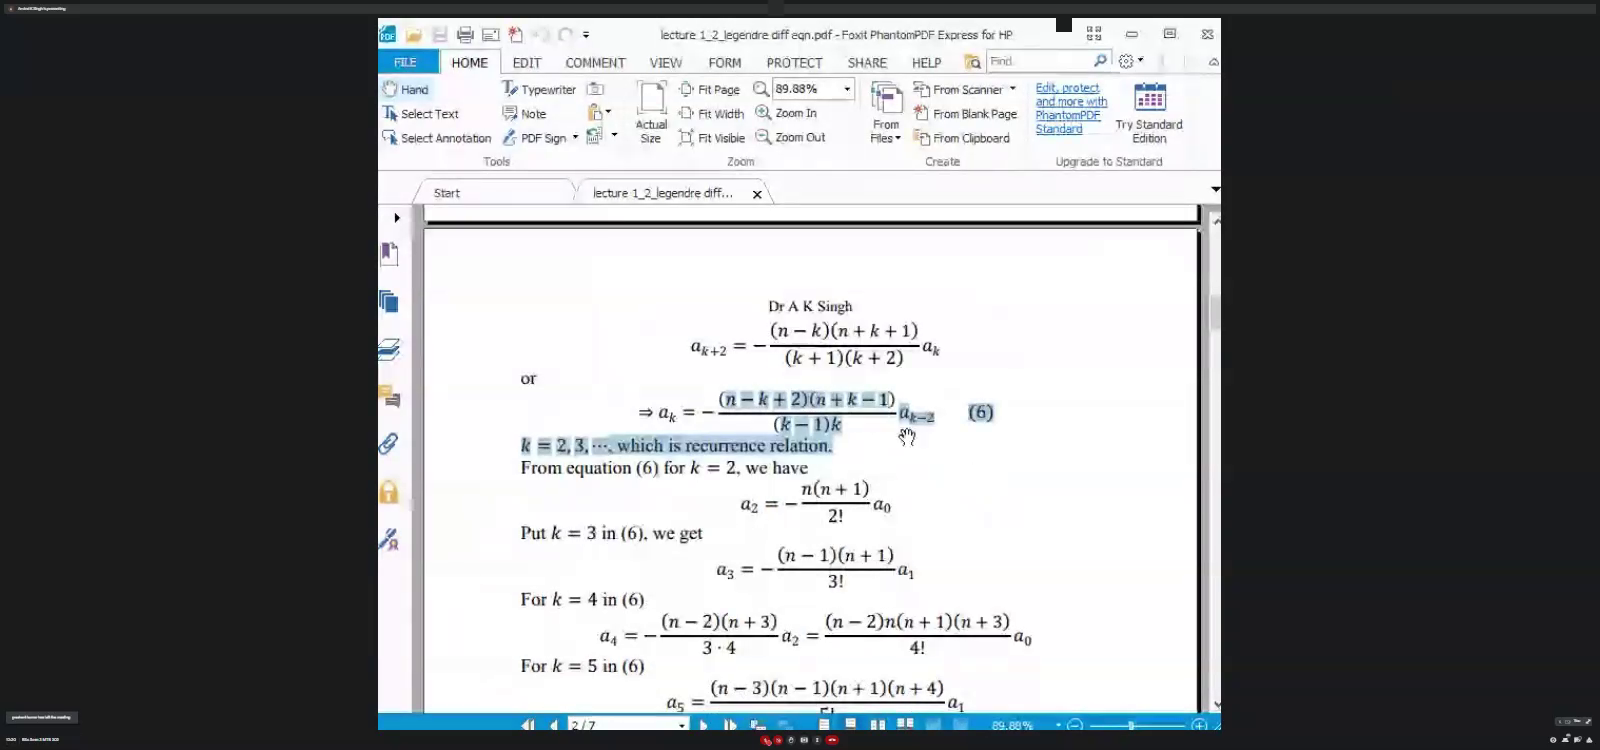 lecture 1_2_legendre diff eqn.pdf - Foxit PhantomPDF Express for HP
FILE HOME EDIT COMMENT VIEW FORM PROTECT SHARE HELP Find
Hand Typewriter Fit Page 89.88% From Scanner Edit, protect
Select Text Note Fit Width Zoom In From Blank Page and more with
Select Annotation PDF Sign Actual Size Fit Visible Zoom Out From Files From Clipboard PhantomPDF Standard Try Standard Edition
Tools Zoom Create Upgrade to Standard
Start lecture 1_2_legendre diff...
Dr A K Singh
a_{k+2} = −\frac{(n − k)(n + k + 1)}{(k + 1)(k + 2)} a_k
or
⇒ a_k = −\frac{(n − k + 2)(n + k − 1)}{(k − 1)k} a_{k−2} (6)
k = 2, 3, ⋯, which is recurrence relation.
From equation (6) for k = 2, we have
a_2 = −\frac{n(n + 1)}{2!} a_0
Put k = 3 in (6), we get
a_3 = −\frac{(n − 1)(n + 1)}{3!} a_1
For k = 4 in (6)
a_4 = −\frac{(n − 2)(n + 3)}{3 · 4} a_2 = \frac{(n − 2)n(n + 1)(n + 3)}{4!} a_0
For k = 5 in (6)
a_5 = \frac{(n − 3)(n − 1)(n + 1)(n + 4)}{5!} a_1
2 / 7 89.88%